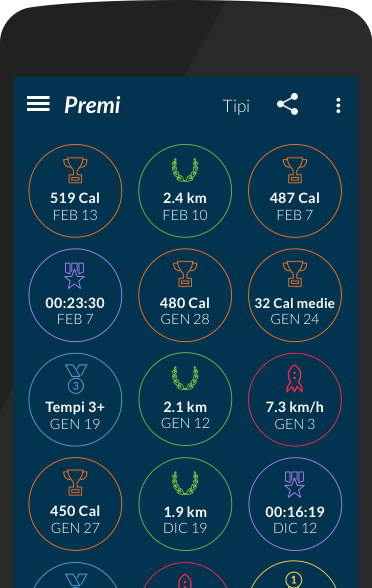 Premi
Tipi
519 Cal
FEB 13
2.4 km
FEB 10
487 Cal
FEB 7
00:23:30
FEB 7
480 Cal
GEN 28
32 Cal medie
GEN 24
3
Tempi 3+
GEN 19
2.1 km
GEN 12
7.3 km/h
GEN 3
450 Cal
GEN 27
1.9 km
DIC 19
00:16:19
DIC 12
1